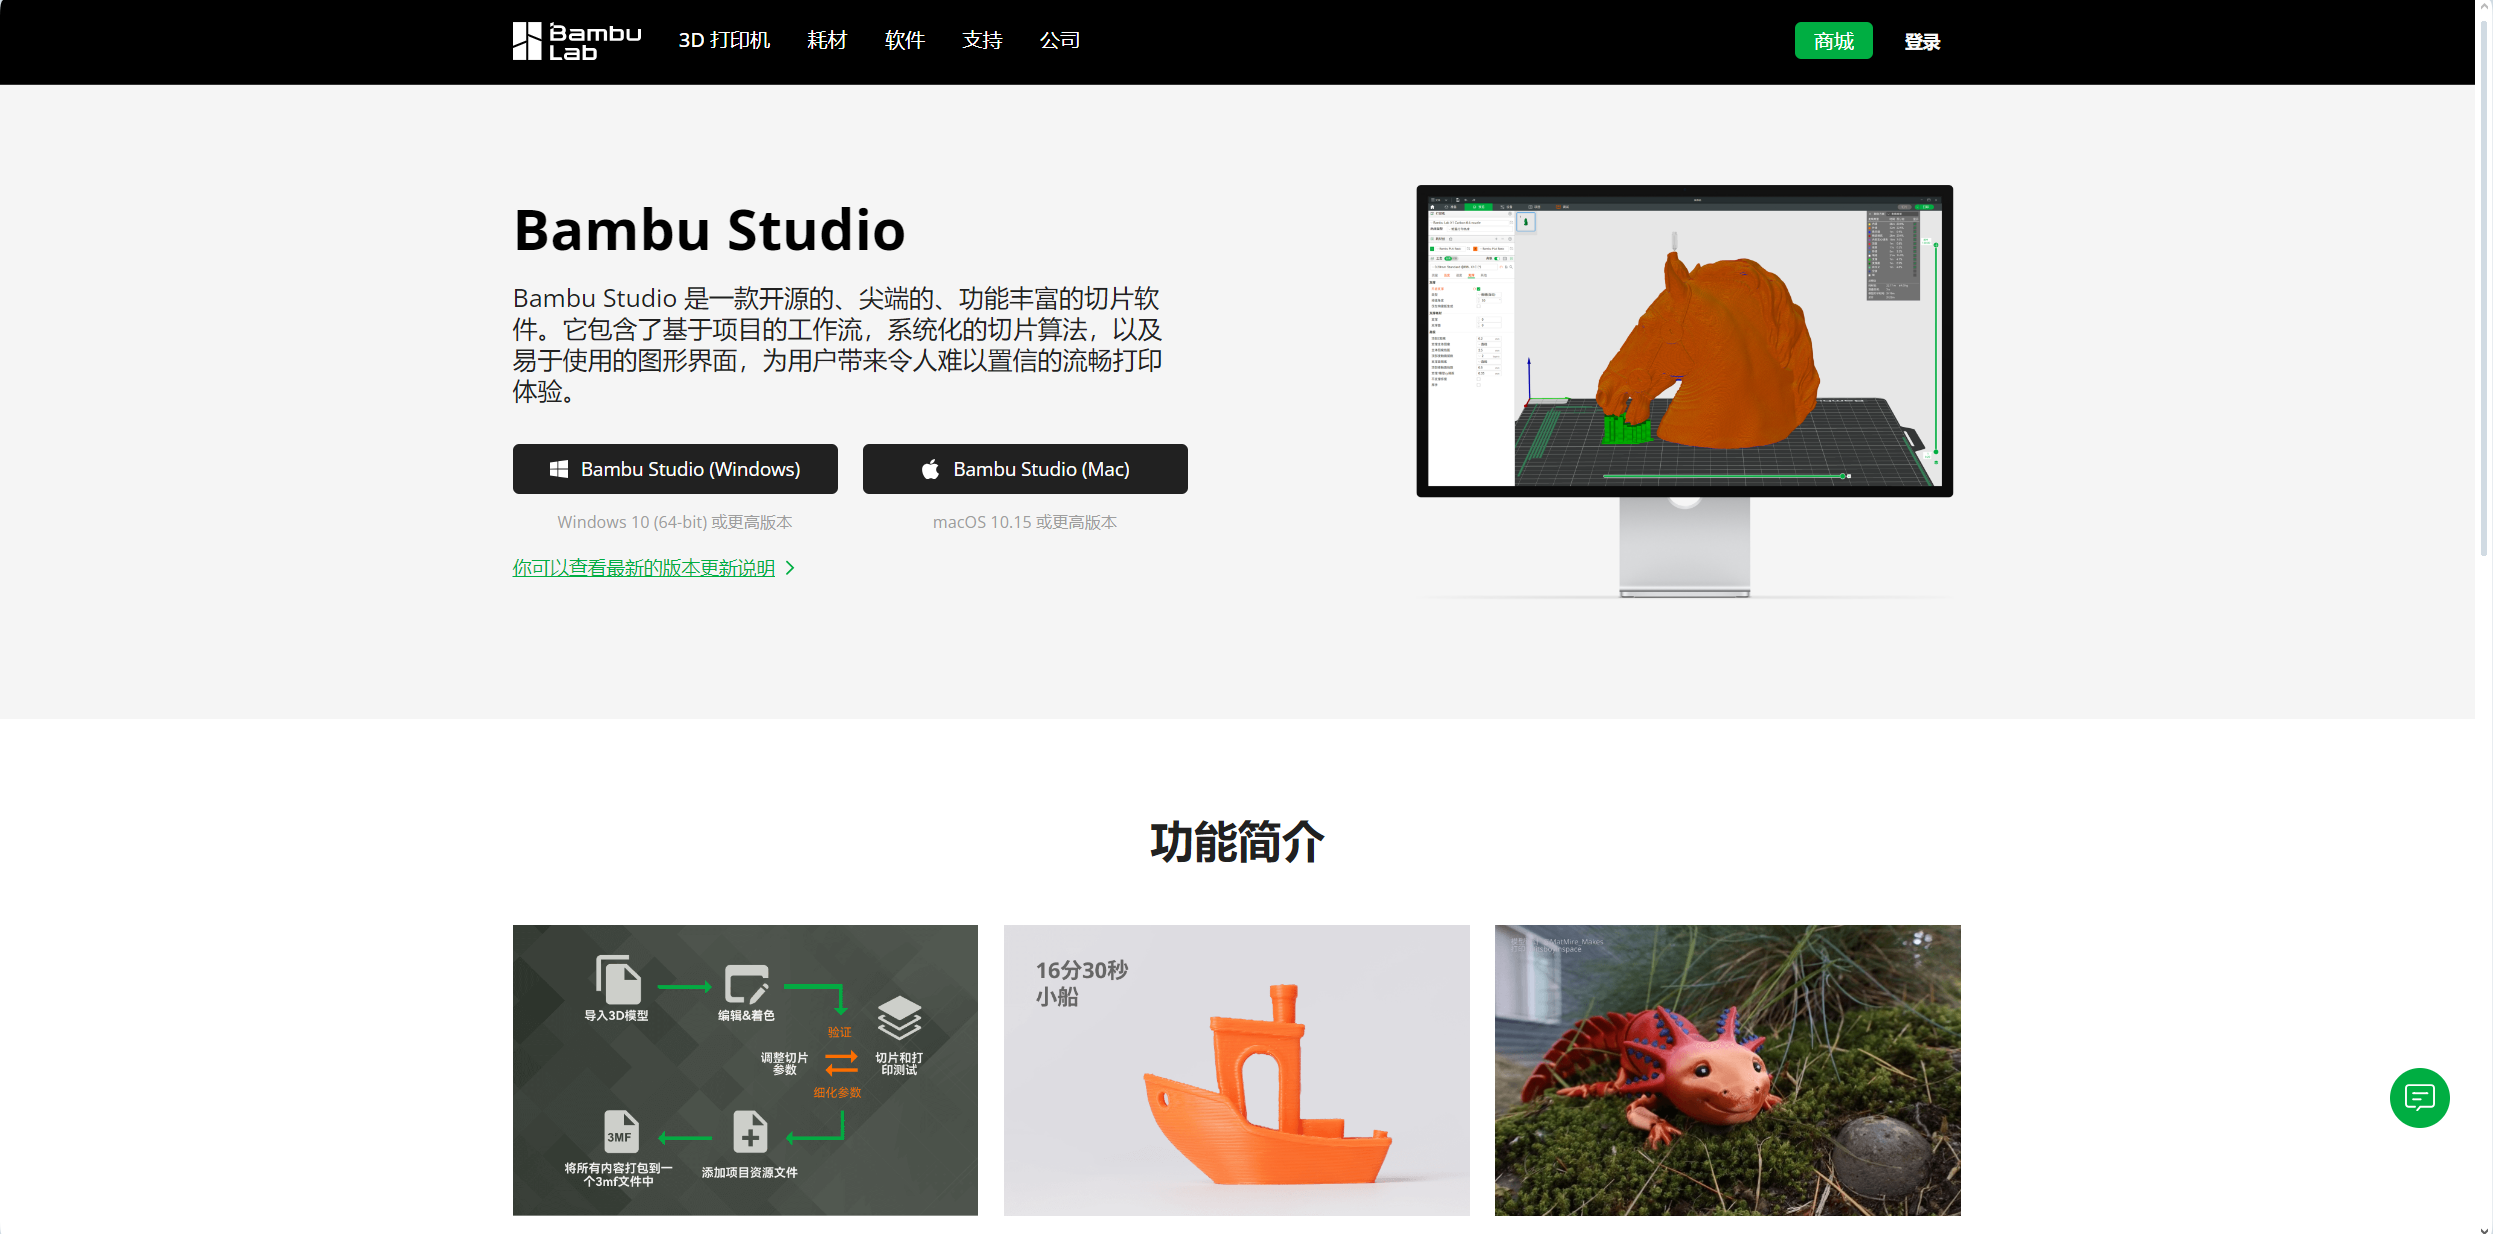 Bambu
Lab
3D 打印机
耗材
软件
支持
公司
商城
登录
Bambu Studio
Bambu Studio 是一款开源的、尖端的、功能丰富的切片软
件。它包含了基于项目的工作流，系统化的切片算法，以及
易于使用的图形界面，为用户带来令人难以置信的流畅打印
体验。
Bambu Studio (Windows)
Bambu Studio (Mac)
Windows 10 (64-bit) 或更高版本
macOS 10.15 或更高版本
你可以查看最新的版本更新说明
功能简介
导入3D模型
编辑&着色
验证
调整切片
参数
切片和打
印测试
细化参数
3MF
将所有内容打包到一
个3mf文件中
添加项目资源文件
16分30秒
小船